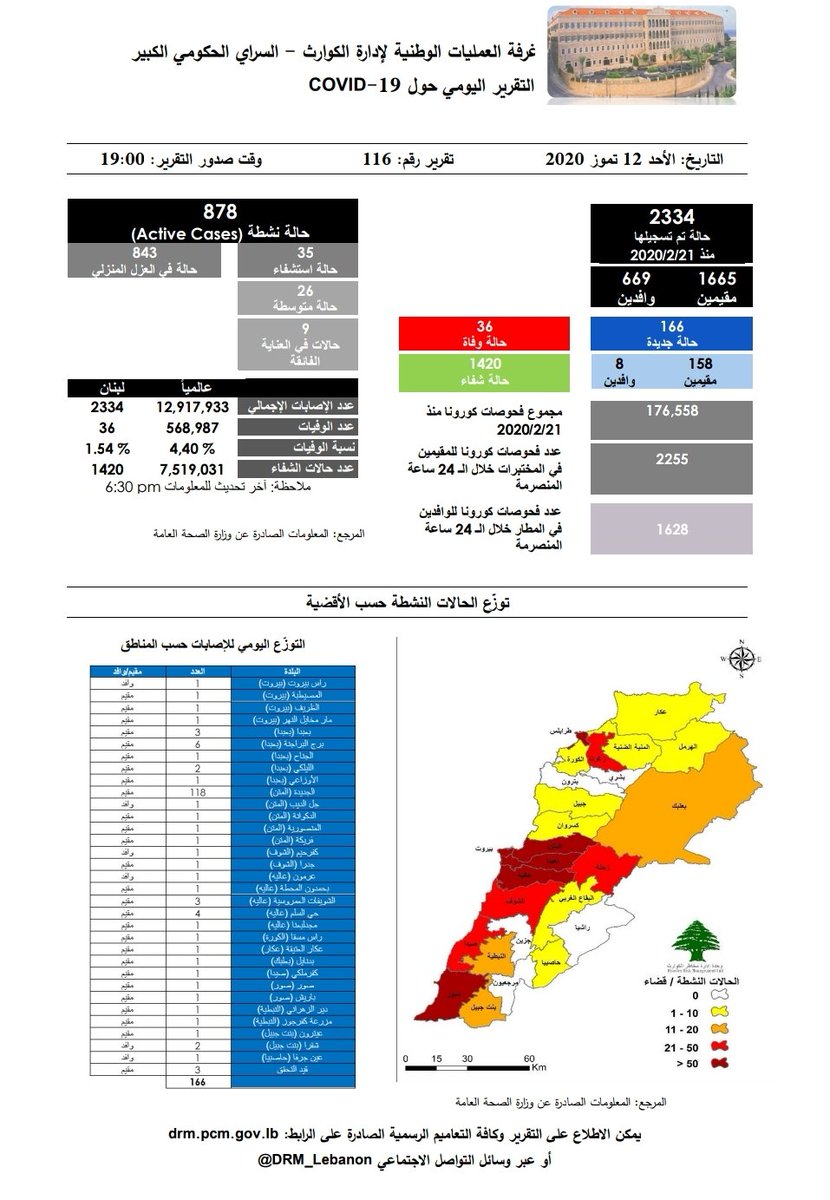 غرفة العمليات الوطنية لإدارة الكوارث – السراي الحكومي الكبير
التقرير اليومي حول COVID-19
التاريخ: الأحد 12 تموز 2020
تقرير رقم: 116
وقت صدور التقرير: 19:00
2334
حالة تم تسجيلها
منذ 2020/2/21
1665
مقيمين
669
وافدين
166
حالة جديدة
158
مقيمين
8
وافدين
36
حالة وفاة
1420
حالة شفاء
مجموع فحوصات كورونا منذ
2020/2/21
176,558
عدد فحوصات كورونا للمقيمين
في المختبرات خلال الـ 24 ساعة
المنصرمة
2255
عدد فحوصات كورونا للوافدين
في المطار خلال الـ 24 ساعة
المنصرمة
1628
878
حالة نشطة (Active Cases)
35
حالة استشفاء
843
حالة في العزل المنزلي
26
حالة متوسطة
9
حالات في العناية
الفائقة
عالمياً لبنان
عدد الإصابات الإجمالي 12,917,933 2334
عدد الوفيات 568,987 36
نسبة الوفيات 4,40 % 1.54 %
عدد حالات الشفاء 7,519,031 1420
ملاحظة: آخر تحديث للمعلومات 6:30 pm
المرجع: المعلومات الصادرة عن وزارة الصحة العامة
توزّع الحالات النشطة حسب الأقضية
التوزّع اليومي للإصابات حسب المناطق
البلدة العدد مقيم/وافد
راس بيروت (بيروت) 1 وافد
المصيطبة (بيروت) 1 مقيم
الظريف (بيروت) 1 مقيم
مار مخايل النهر (بيروت) 1 مقيم
بعبدا (بعبدا) 3 مقيم
برج البراجنة (بعبدا) 6 مقيم
الجناح (بعبدا) 1 مقيم
الليلكي (بعبدا) 2 مقيم
الأوزاعي (بعبدا) 1 مقيم
الجديدة (المتن) 118 مقيم
جل الديب (المتن) 1 وافد
الدكوانة (المتن) 1 مقيم
المنصورية (المتن) 1 مقيم
فريكة (المتن) 1 مقيم
كفرحيم (الشوف) 1 وافد
جدرا (الشوف) 1 مقيم
عرمون (عاليه) 1 وافد
بحمدون المحطة (عاليه) 1 مقيم
الشويفات العمروسية (عاليه) 3 مقيم
حي السلم (عاليه) 4 مقيم
مجدليعنا (عاليه) 1 مقيم
راس مسقا (الكورة) 1 مقيم
عكار العتيقة (عكار) 1 مقيم
بدنايل (بعلبك) 1 مقيم
كفرملكي (صيدا) 1 وافد
صور (صور) 1 مقيم
باريش (صور) 1 مقيم
دير الزهراني (النبطية) 1 مقيم
مزرعة كفرجوز (النبطية) 1 مقيم
عيترون (بنت جبيل) 1 مقيم
شقرا (بنت جبيل) 2 وافد
عين جرفا (حاصبيا) 1 وافد
قيد التحقق 3 مقيم
166
N
W
E
S
عكار
طرابلس
المنية الضنية
الهرمل
زغرتا
الكورة
بشري
بترون
جبيل
بعلبك
كسروان
المتن
بيروت
بعبدا
عاليه
زحلة
الشوف
البقاع الغربي
راشيا
جزين
صيدا
النبطية
حاصبيا
مرجعيون
صور
بنت جبيل
وحدة ادارة مخاطر الكوارث
الحالات النشطة / قضاء
0
1 - 10
11 - 20
21 - 50
> 50
0 15 30 60
Km
المرجع: المعلومات الصادرة عن وزارة الصحة العامة
يمكن الاطلاع على التقرير وكافة التعاميم الرسمية الصادرة على الرابط: drm.pcm.gov.lb
أو عبر وسائل التواصل الاجتماعي @DRM_Lebanon